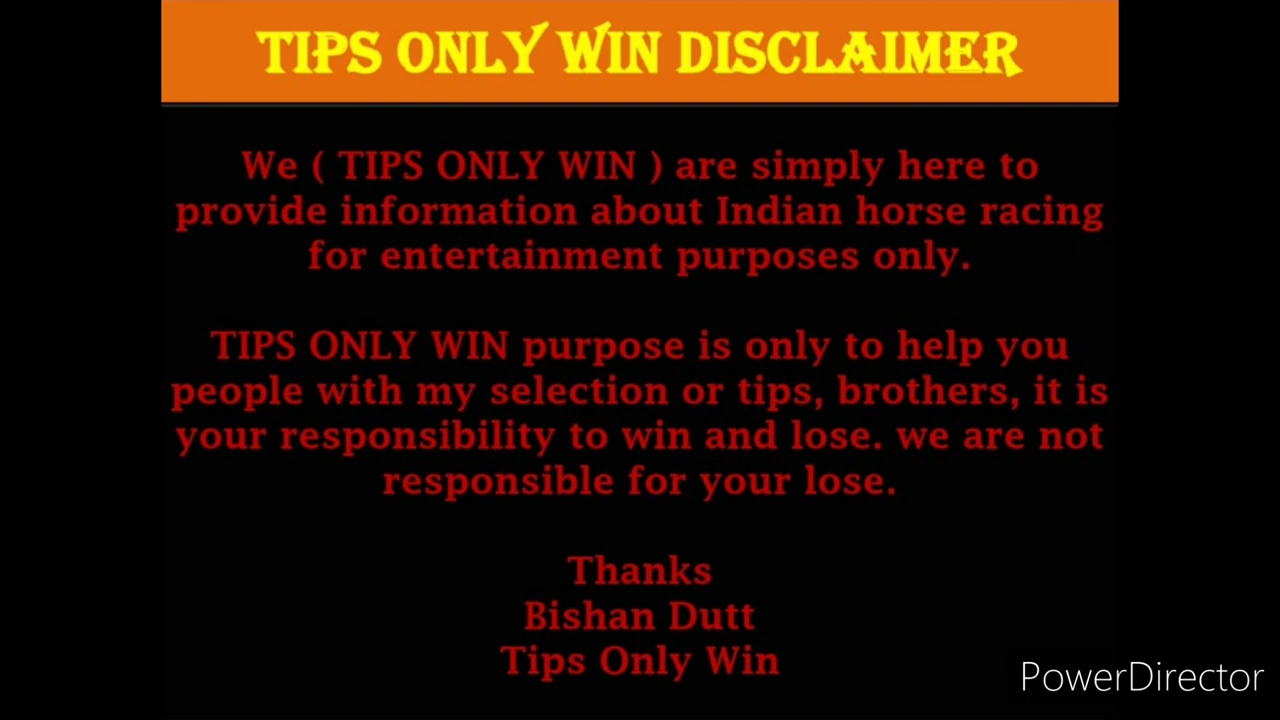 TIPS ONLY WIN DISCLAIMER
We ( TIPS ONLY WIN ) are simply here to
provide information about Indian horse racing
for entertainment purposes only.
TIPS ONLY WIN purpose is only to help you
people with my selection or tips, brothers, it is
your responsibility to win and lose. we are not
responsible for your lose.
Thanks
Bishan Dutt
Tips Only Win
PowerDirector